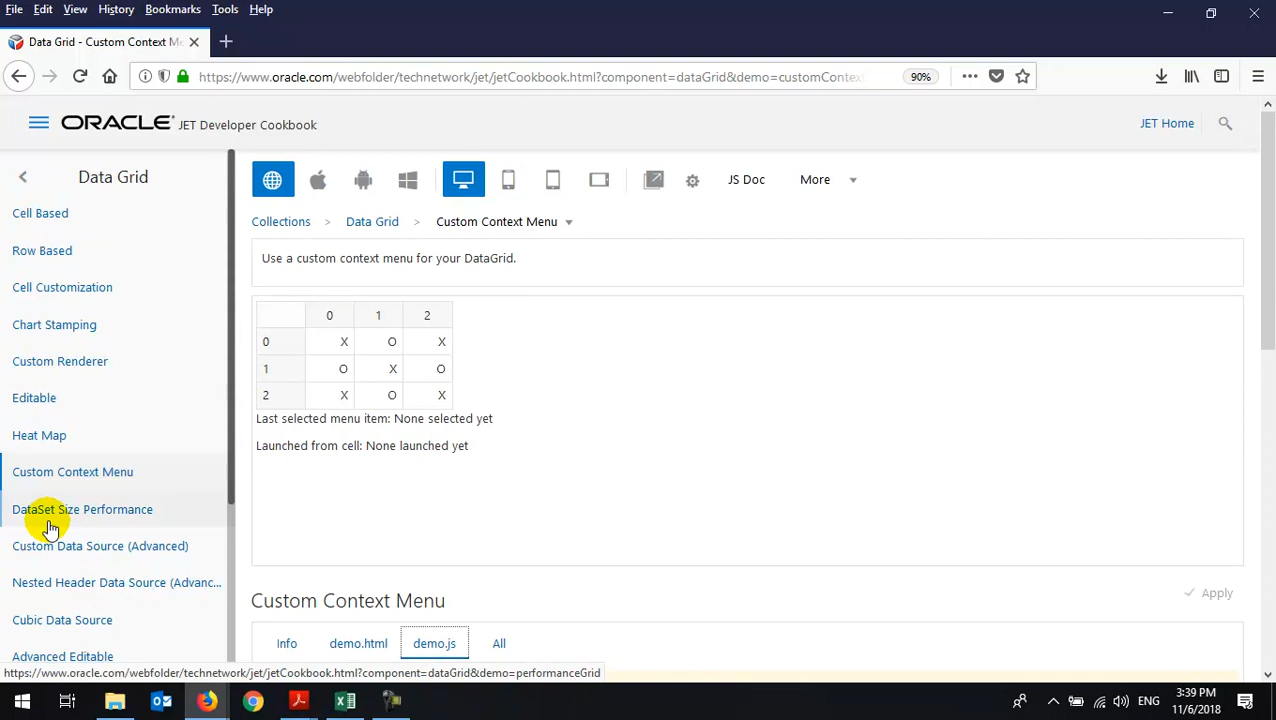 File Edit View History Bookmarks Tools Help
Data Grid - Custom Context Me
https://www.oracle.com/webfolder/technetwork/jet/jetCookbook.html?component=dataGrid&demo=customConte
90%
ORACLE JET Developer Cookbook
JET Home
Data Grid
Cell Based
Row Based
Cell Customization
Chart Stamping
Custom Renderer
Editable
Heat Map
Custom Context Menu
DataSet Size Performance
Custom Data Source (Advanced)
Nested Header Data Source (Advanc...
Cubic Data Source
Advanced Editable
JS Doc More
Collections > Data Grid > Custom Context Menu
Use a custom context menu for your DataGrid.
0 1 2
0 X O X
1 O X O
2 X O X
Last selected menu item: None selected yet
Launched from cell: None launched yet
Custom Context Menu
Apply
Info demo.html demo.js All
https://www.oracle.com/webfolder/technetwork/jet/jetCookbook.html?component=dataGrid&demo=performanceGrid
ENG
3:39 PM
11/6/2018